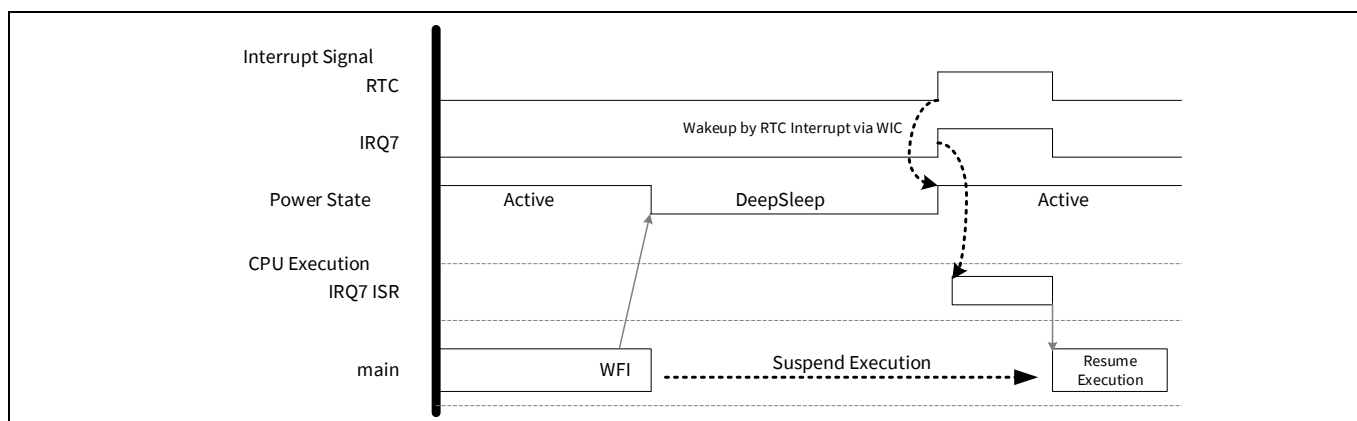 Interrupt Signal
RTC
Wakeup by RTC Interrupt via WIC
IRQ7
Power State
Active
DeepSleep
Active
CPU Execution
IRQ7 ISR
main
WFI
Suspend Execution
Resume
Execution